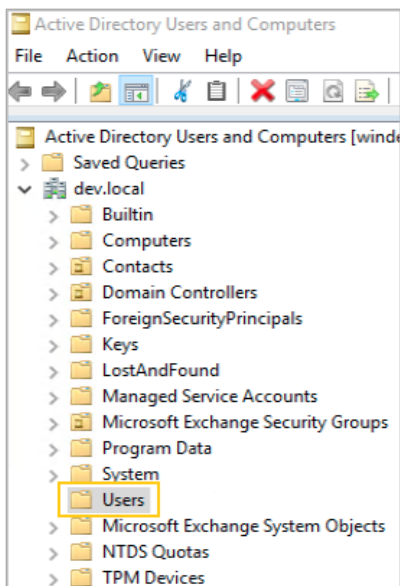 Active Directory Users and Computers
File Action View Help
Active Directory Users and Computers [winde
Saved Queries
dev.local
Builtin
Computers
Contacts
Domain Controllers
ForeignSecurityPrincipals
Keys
LostAndFound
Managed Service Accounts
Microsoft Exchange Security Groups
Program Data
System
Users
Microsoft Exchange System Objects
NTDS Quotas
TPM Devices